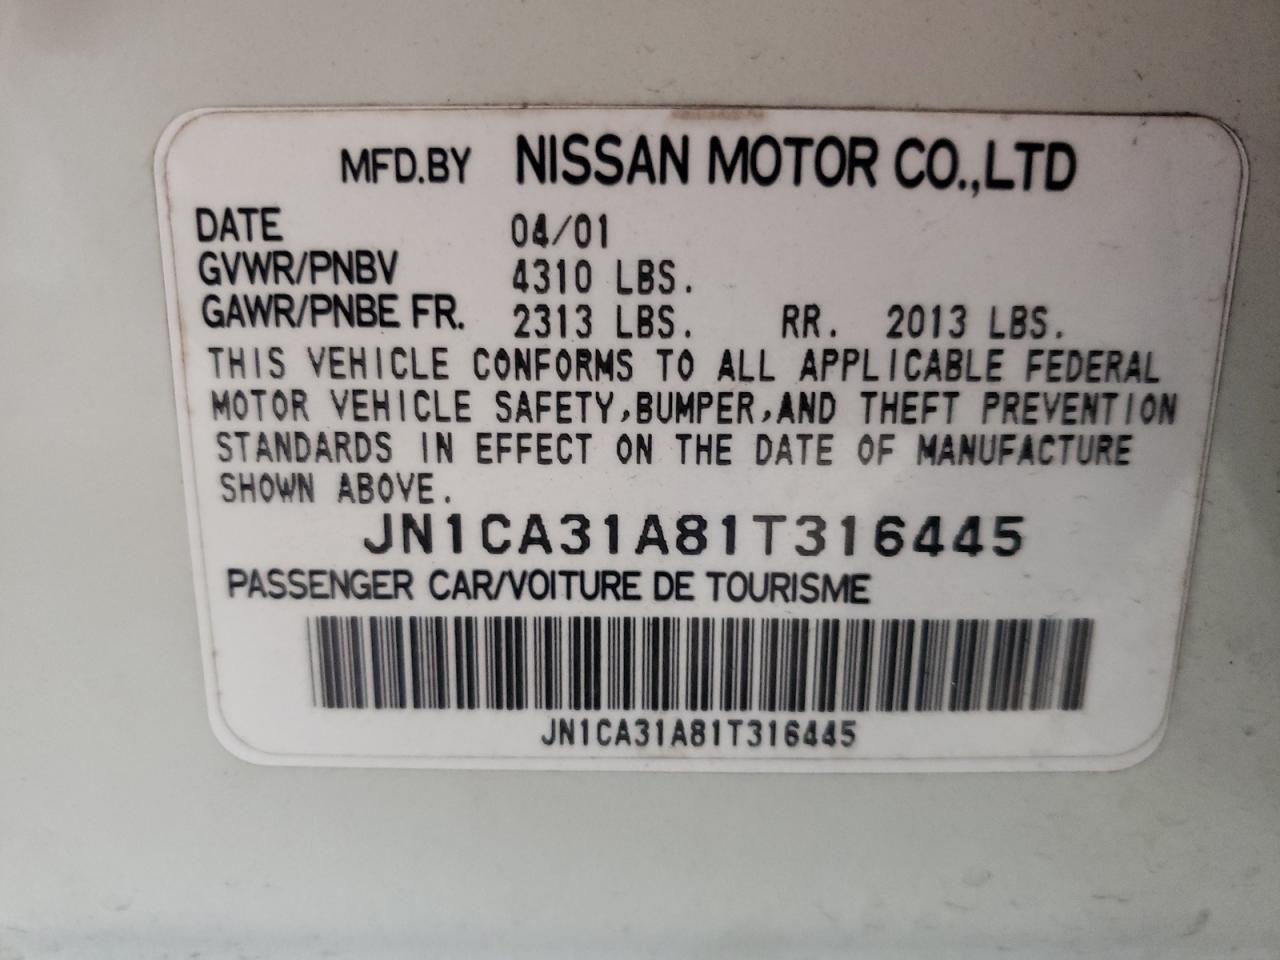 MFD.BY NISSAN MOTOR CO.,LTD
DATE 04/01
GVWR/PNBV 4310 LBS.
GAWR/PNBE FR. 2313 LBS. RR. 2013 LBS.
THIS VEHICLE CONFORMS TO ALL APPLICABLE FEDERAL
MOTOR VEHICLE SAFETY,BUMPER,AND THEFT PREVENTION
STANDARDS IN EFFECT ON THE DATE OF MANUFACTURE
SHOWN ABOVE.
JN1CA31A81T316445
PASSENGER CAR/VOITURE DE TOURISME
JN1CA31A81T316445